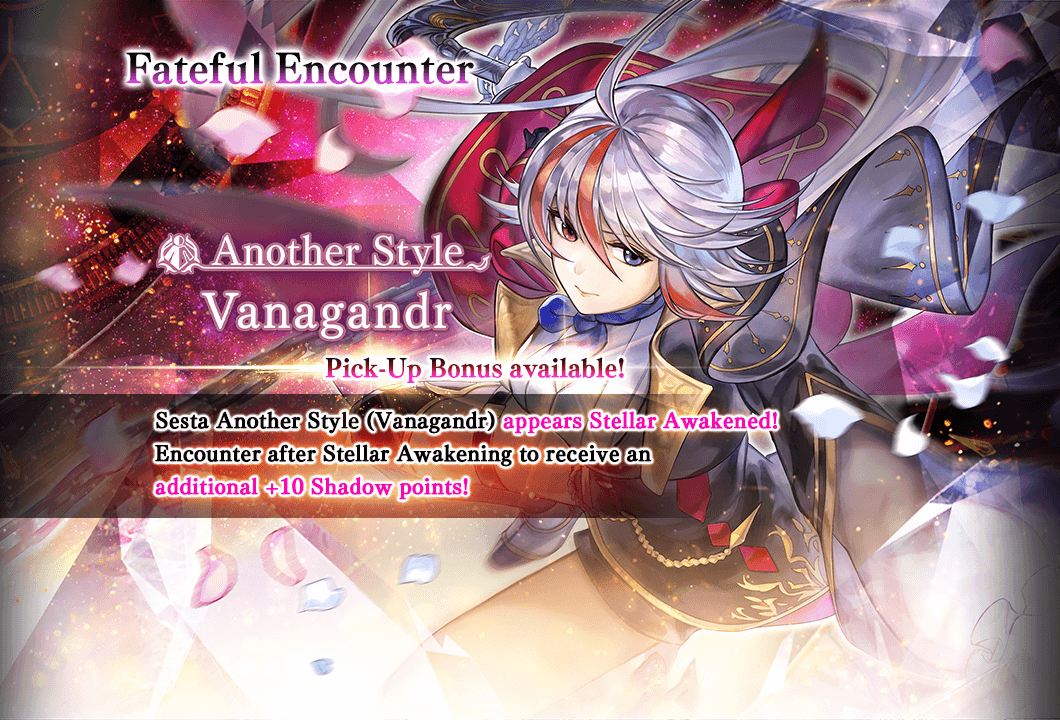 Fateful Encounter
Another Style
Vanagandr
Pick-Up Bonus available!
Sesta Another Style (Vanagandr) appears Stellar Awakened!
Encounter after Stellar Awakening to receive an
additional +10 Shadow points!